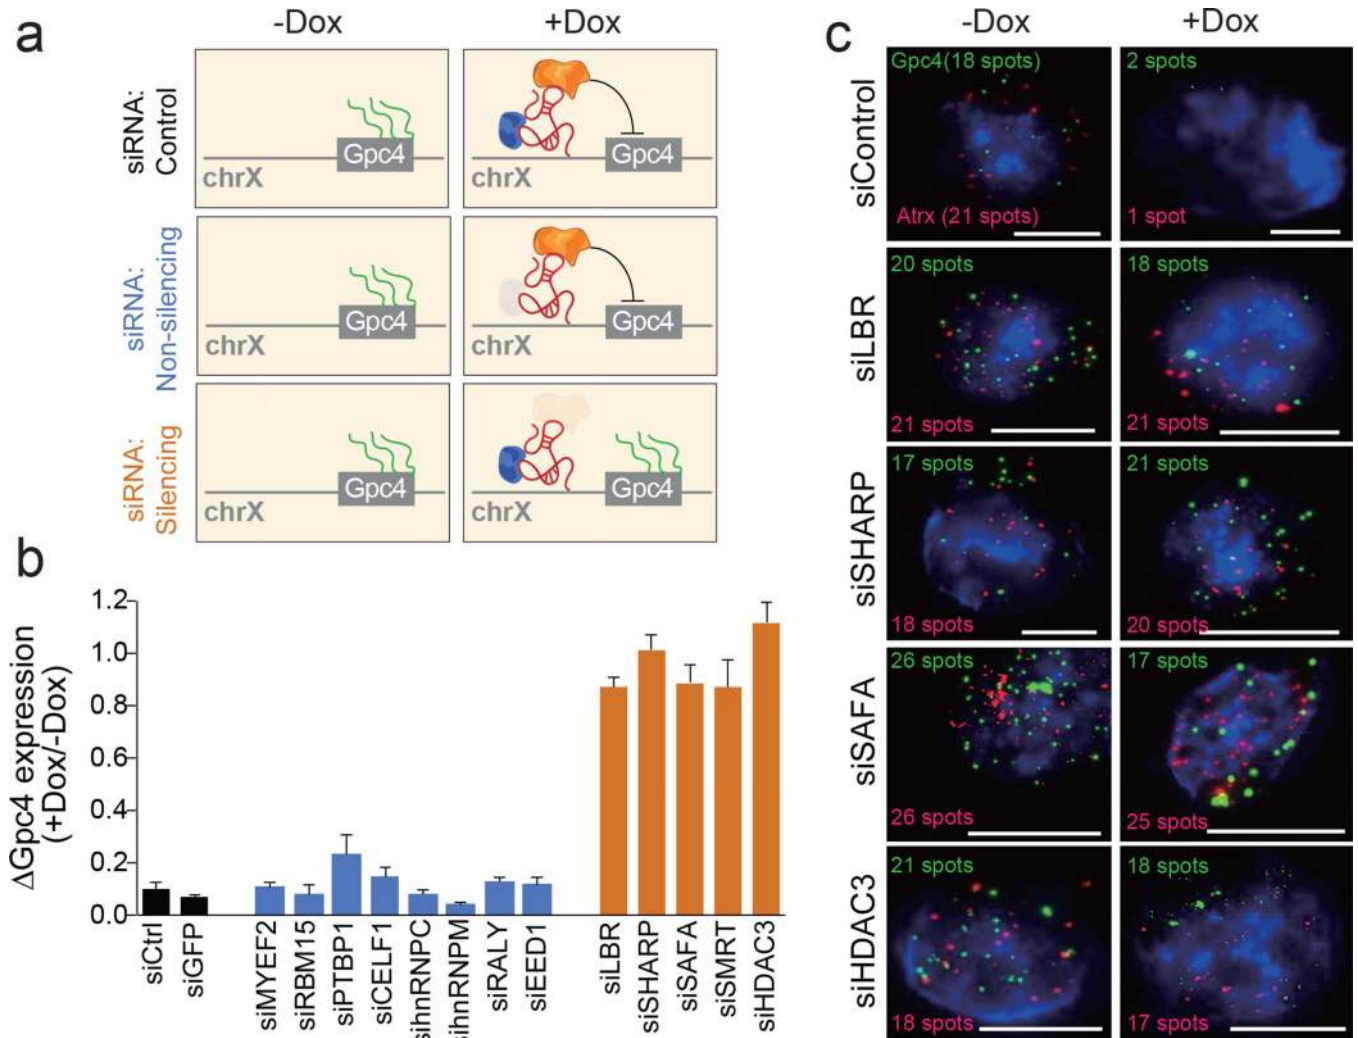 a
-Dox
+Dox
siRNA:
Control
Gpc4
chrX
Gpc4
chrX
siRNA:
Non-silencing
Gpc4
chrX
Gpc4
chrX
siRNA:
Silencing
Gpc4
chrX
Gpc4
chrX
b
ΔGpc4 expression
(+Dox/-Dox)
1.2
1.0
0.8
0.6
0.4
0.2
0.0
siCtrl
siGFP
siMYEF2
siRBM15
siPTBP1
siCELF1
sihnRNPC
sihnRNPM
siRALY
siEED1
siLBR
siSHARP
siSAFA
siSMRT
siHDAC3
c
-Dox
+Dox
siControl
Gpc4(18 spots)
Atrx (21 spots)
2 spots
1 spot
siLBR
20 spots
21 spots
18 spots
21 spots
siSHARP
17 spots
18 spots
21 spots
20 spots
siSAFA
26 spots
26 spots
17 spots
25 spots
siHDAC3
21 spots
18 spots
18 spots
17 spots